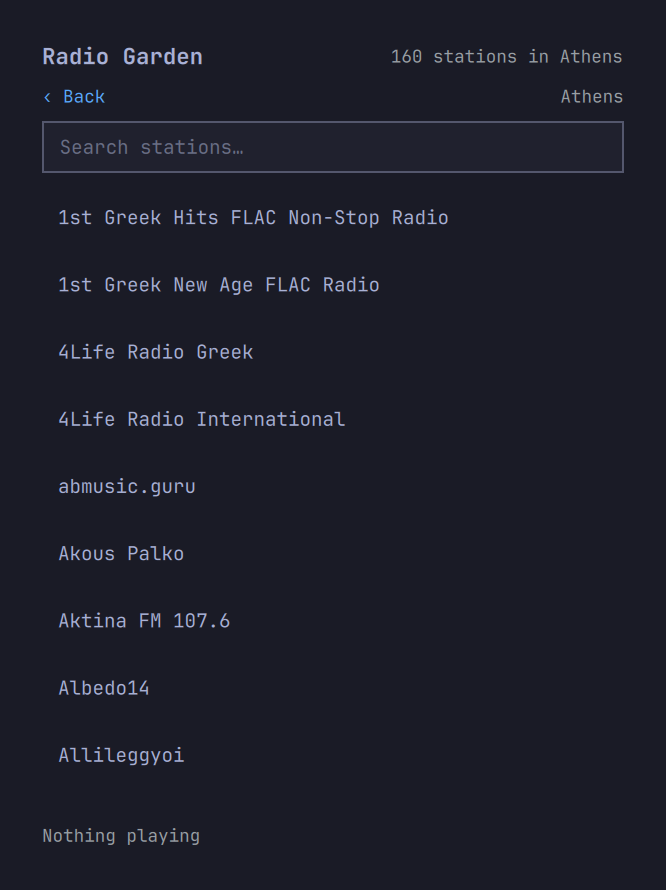 Radio Garden 160 stations in Athens
‹ Back Athens
Search stations…
1st Greek Hits FLAC Non-Stop Radio
1st Greek New Age FLAC Radio
4Life Radio Greek
4Life Radio International
abmusic.guru
Akous Palko
Aktina FM 107.6
Albedo14
Allileggyoi
Nothing playing